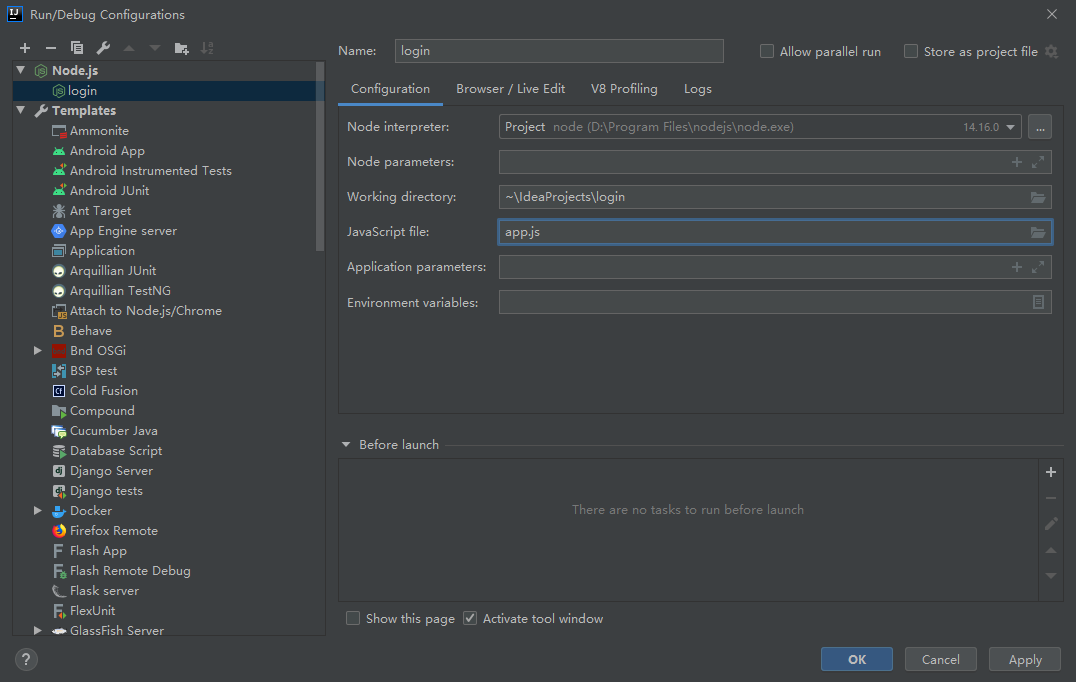 Run/Debug Configurations
Name: login Allow parallel run Store as project file
Node.js
login
Templates
Ammonite
Android App
Android Instrumented Tests
Android JUnit
Ant Target
App Engine server
Application
Arquillian JUnit
Arquillian TestNG
Attach to Node.js/Chrome
Behave
Bnd OSGi
BSP test
Cold Fusion
Compound
Cucumber Java
Database Script
Django Server
Django tests
Docker
Firefox Remote
Flash App
Flash Remote Debug
Flask server
FlexUnit
GlassFish Server
Configuration Browser / Live Edit V8 Profiling Logs
Node interpreter: Project node (D:\Program Files\nodejs\node.exe) 14.16.0 ...
Node parameters:
Working directory: ~\IdeaProjects\login
JavaScript file: app.js
Application parameters:
Environment variables:
Before launch
There are no tasks to run before launch
Show this page Activate tool window
? OK Cancel Apply